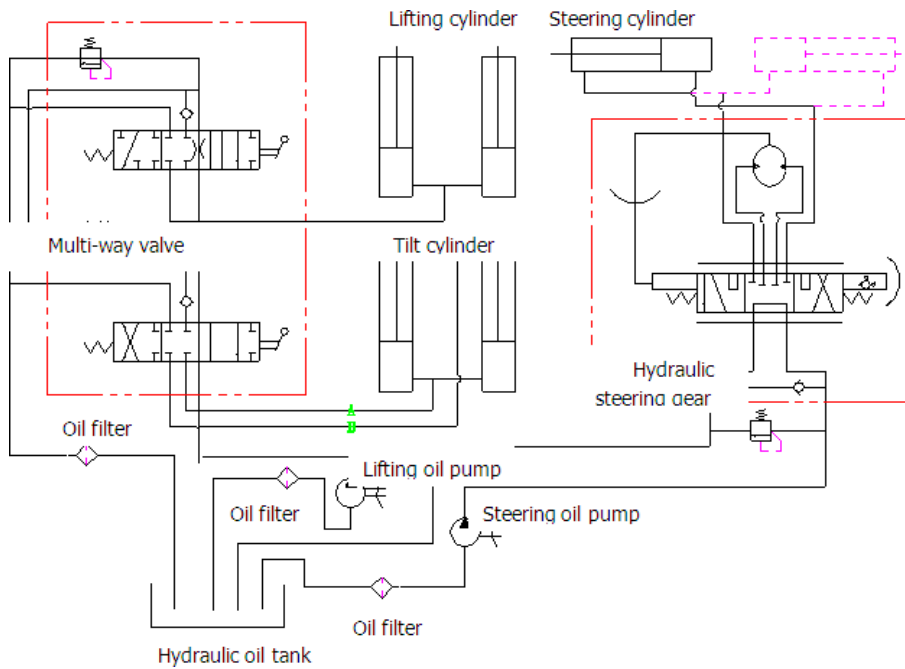 Lifting cylinder
Steering cylinder
Multi-way valve
Tilt cylinder
Hydraulic
steering gear
A
B
Oil filter
Lifting oil pump
Oil filter
Steering oil pump
Oil filter
Hydraulic oil tank